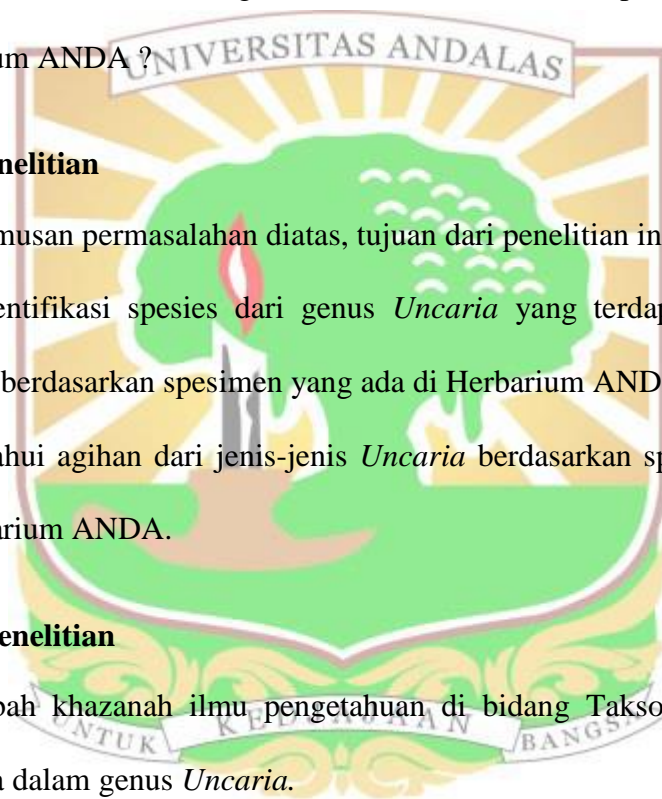 um ANDA ?
UNIVERSITAS ANDALAS
nelitian
musan permasalahan diatas, tujuan dari penelitian in
entifikasi spesies dari genus Uncaria yang terdap
berdasarkan spesimen yang ada di Herbarium AND
ahui agihan dari jenis-jenis Uncaria berdasarkan sp
arium ANDA.
enelitian
bah khazanah ilmu pengetahuan di bidang Takso
UNTUK KEDJAJAAN BANGSA
a dalam genus Uncaria.